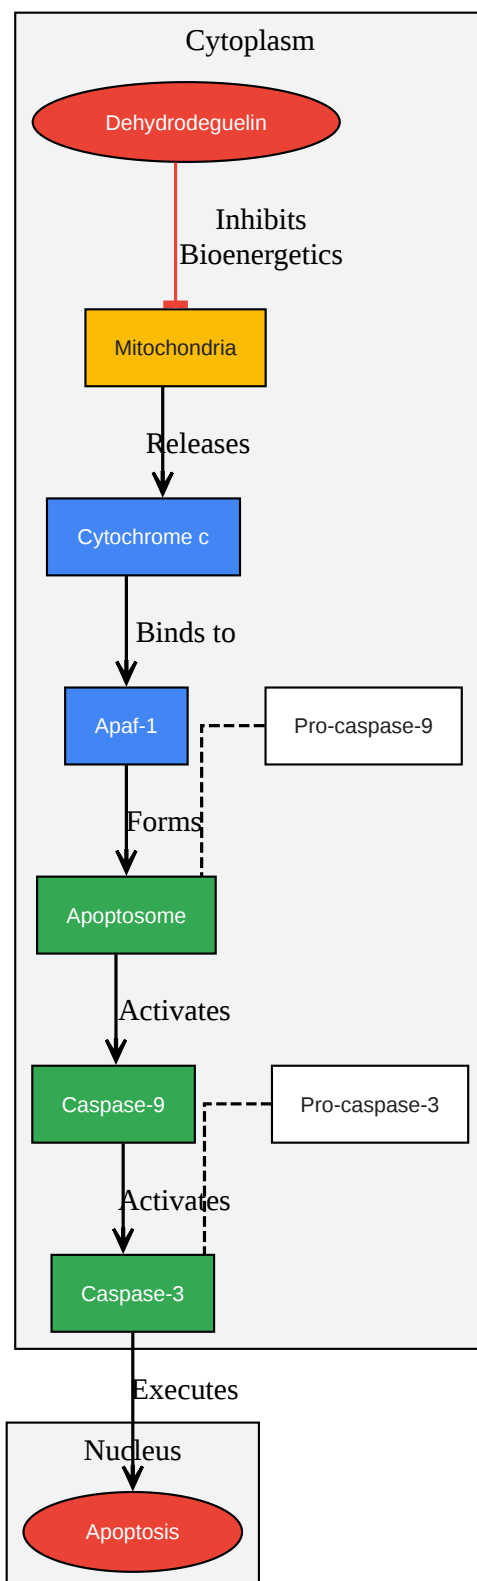 Cytoplasm
Dehydrodeguelin
Inhibits
Bioenergetics
Mitochondria
Releases
Cytochrome c
Binds to
Apaf-1
Pro-caspase-9
Forms
Apoptosome
Activates
Caspase-9
Pro-caspase-3
Activates
Caspase-3
Executes
Nucleus
Apoptosis